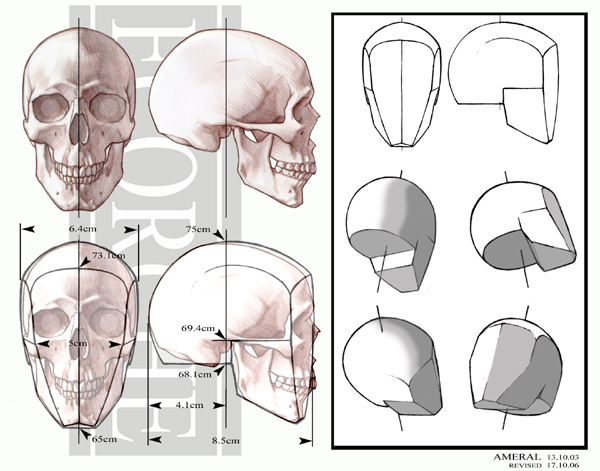 6.4cm
75cm
73.1cm
69.4cm
5cm
68.1cm
4.1cm
65cm
8.5cm
AMERAL 13.10.03
REVISED 17.10.06